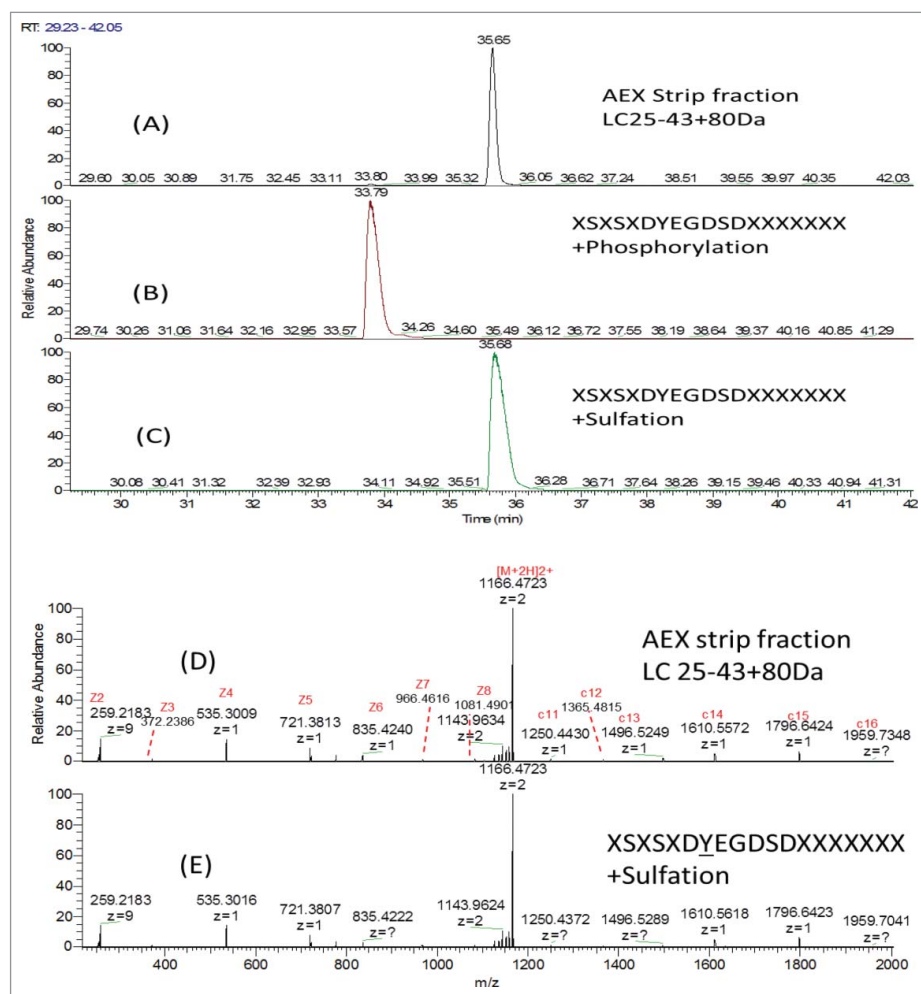 RT: 29.23 - 42.05
35.65
AEX Strip fraction
LC25-43+80Da
(A)
29.60 30.05 30.89 31.75 32.45 33.11 33.80 33.99 35.32 36.05 36.62 37.24 38.51 39.55 39.97 40.35 42.03
100
80
60
40
20
0
33.79
XSXSXDYEGDSDXXXXXXX
+Phosphorylation
(B)
29.74 30.26 31.06 31.64 32.16 32.95 33.57 34.26 34.60 35.49 36.12 36.72 37.55 38.19 38.64 39.37 40.16 40.85 41.29
100
80
60
40
20
0
Relative Abundance
35.68
XSXSXDYEGDSDXXXXXXX
+Sulfation
(C)
30.08 30.41 31.32 32.39 32.93 34.11 34.92 35.51 36.28 36.71 37.64 38.26 39.15 39.46 40.33 40.94 41.31
100
80
60
40
20
0
30 31 32 33 34 35 36 37 38 39 40 41 42
Time (min)
[M+2H]2+
1166.4723
z=2
AEX strip fraction
LC 25-43+80Da
(D)
Z2
259.2183
z=9
Z3
372.2386
Z4
535.3009
z=1
Z5
721.3813
z=1
Z6
835.4240
z=1
Z7
966.4616
Z8
1081.4901
1143.9634
z=2
c11
1250.4430
z=1
c12
1365.4815
c13
1496.5249
z=1
c14
1610.5572
z=1
c15
1796.6424
z=1
c16
1959.7348
z=?
100
80
60
40
20
0
Relative Abundance
1166.4723
z=2
XSXSXDYEGDSDXXXXXXX
+Sulfation
(E)
259.2183
z=9
535.3016
z=1
721.3807
z=1
835.4222
z=?
1143.9624
z=2
1250.4372
z=?
1496.5289
z=?
1610.5618
z=1
1796.6423
z=1
1959.7041
z=?
100
80
60
40
20
0
400 600 800 1000 1200 1400 1600 1800 2000
m/z